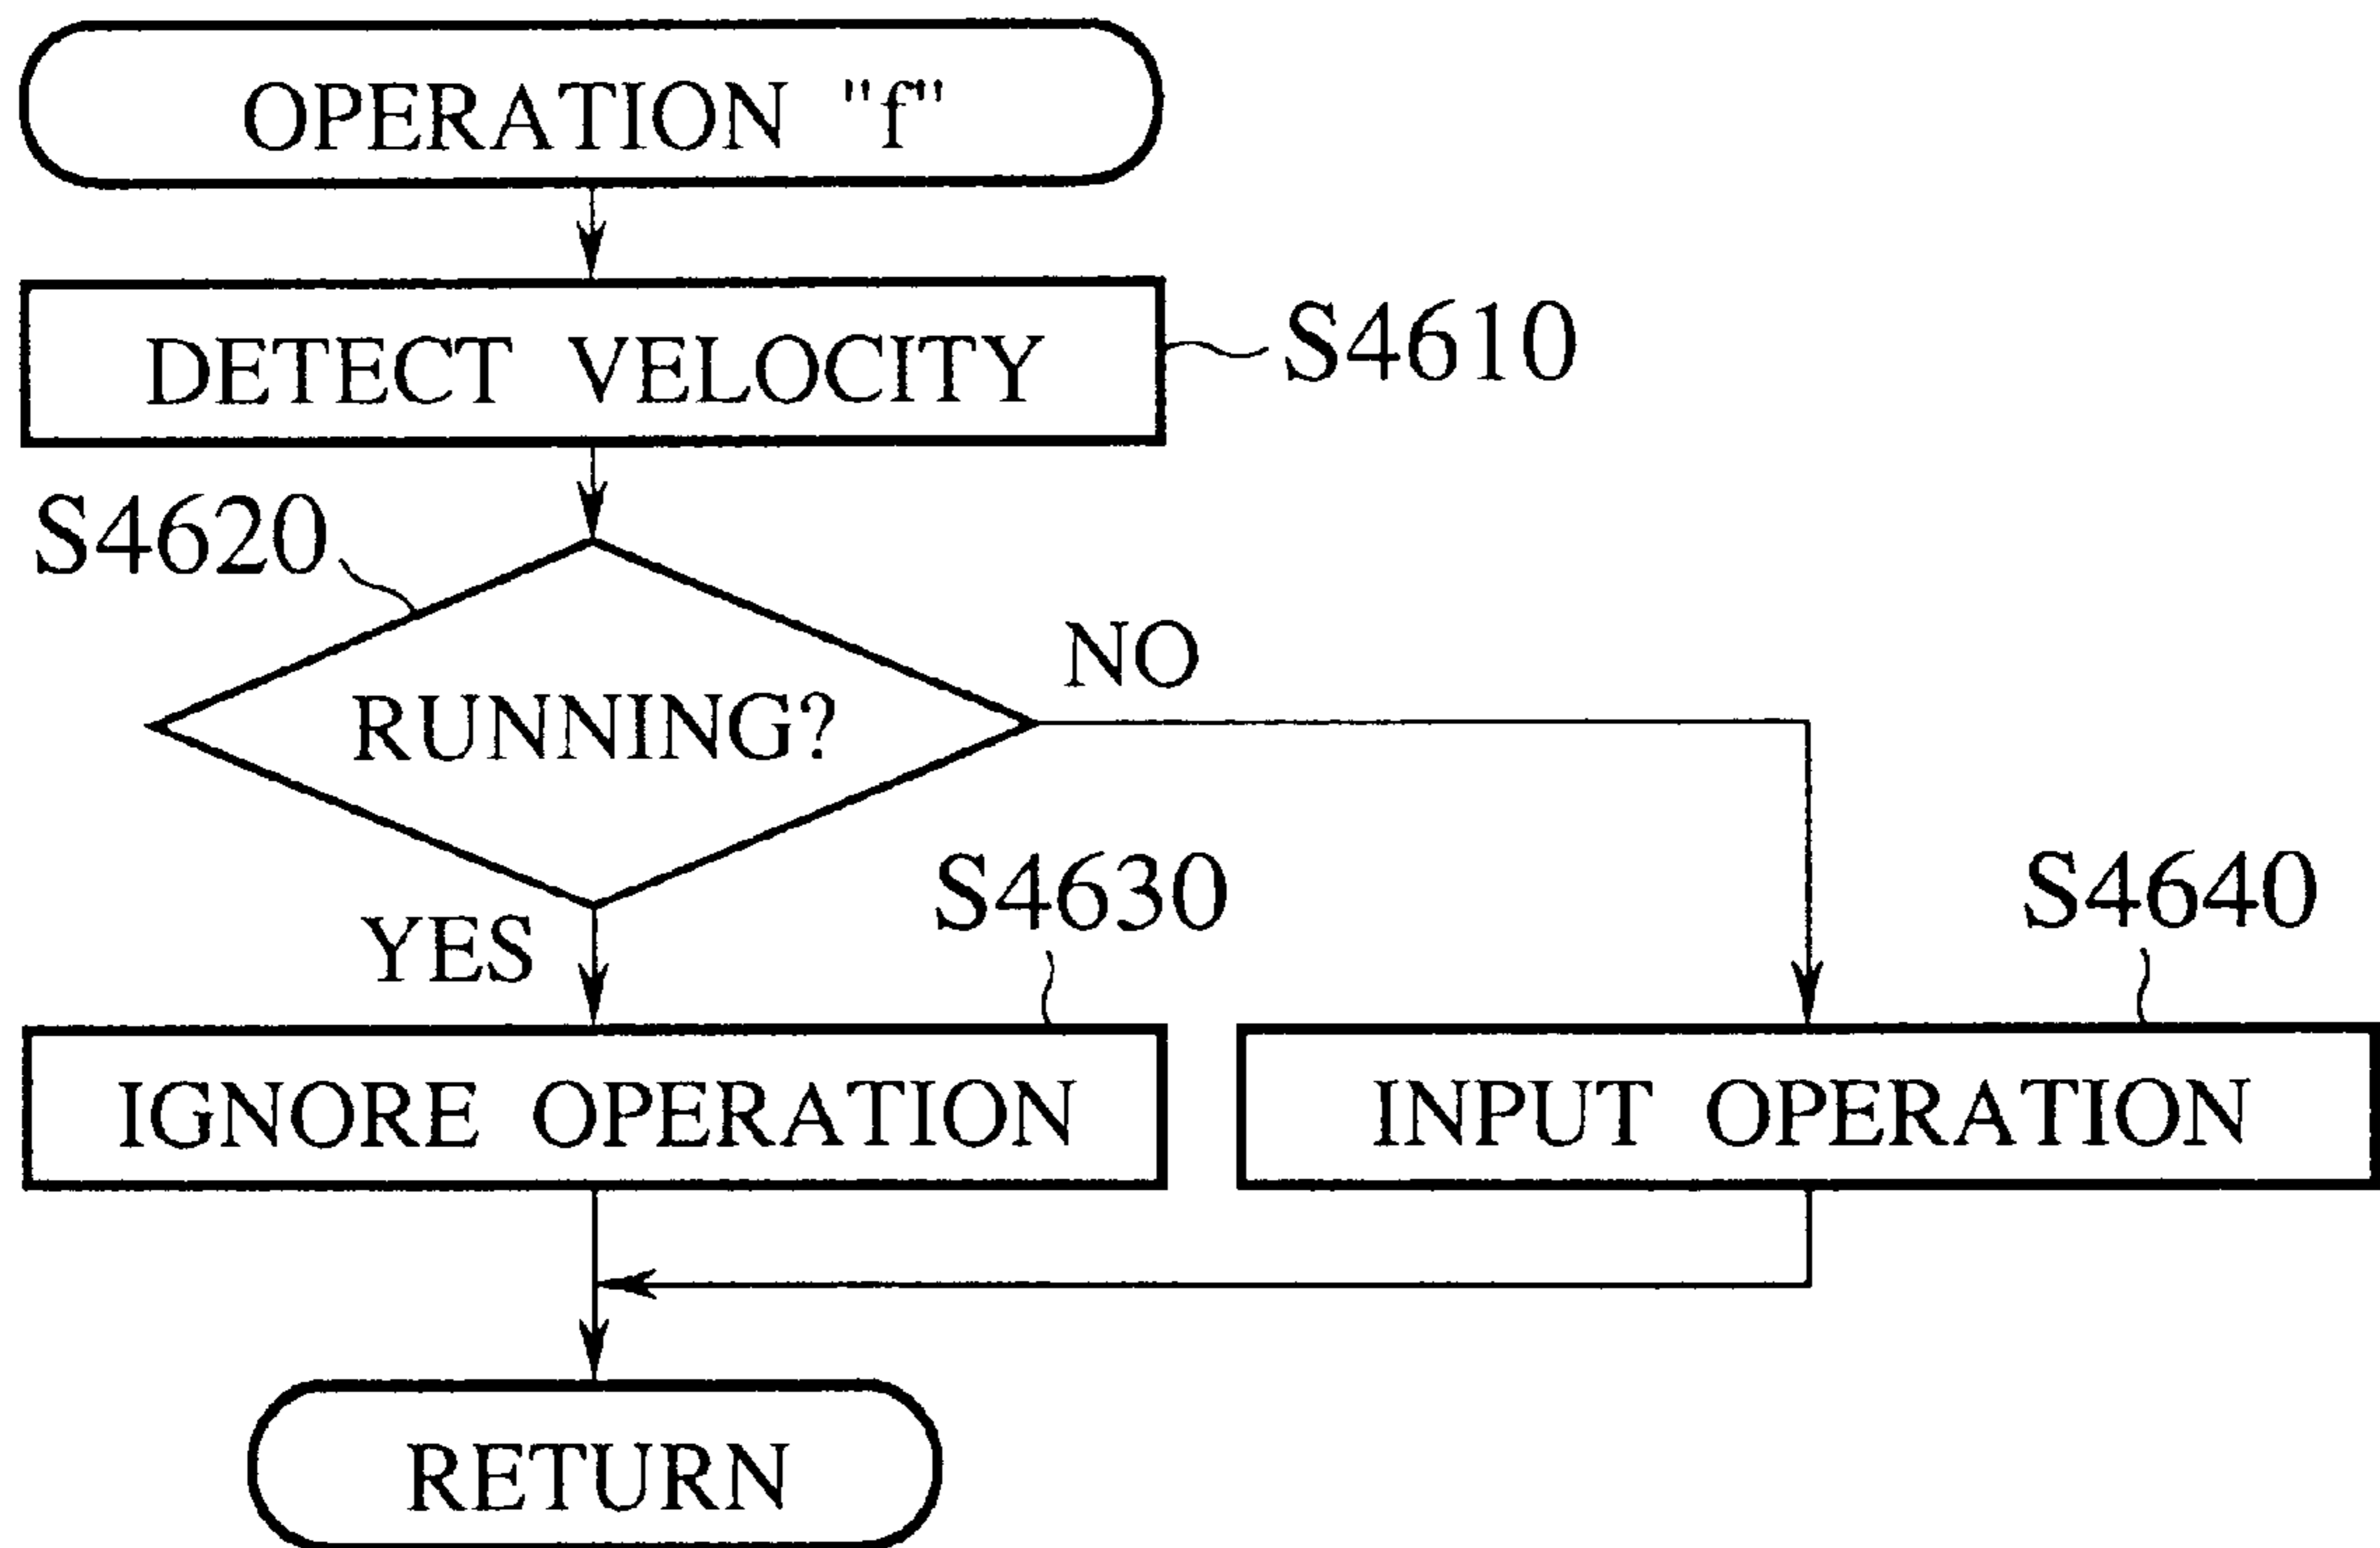 OPERATION "f"
DETECT VELOCITY
S4610
S4620
RUNNING?
NO
YES
S4630
S4640
IGNORE OPERATION
INPUT OPERATION
RETURN